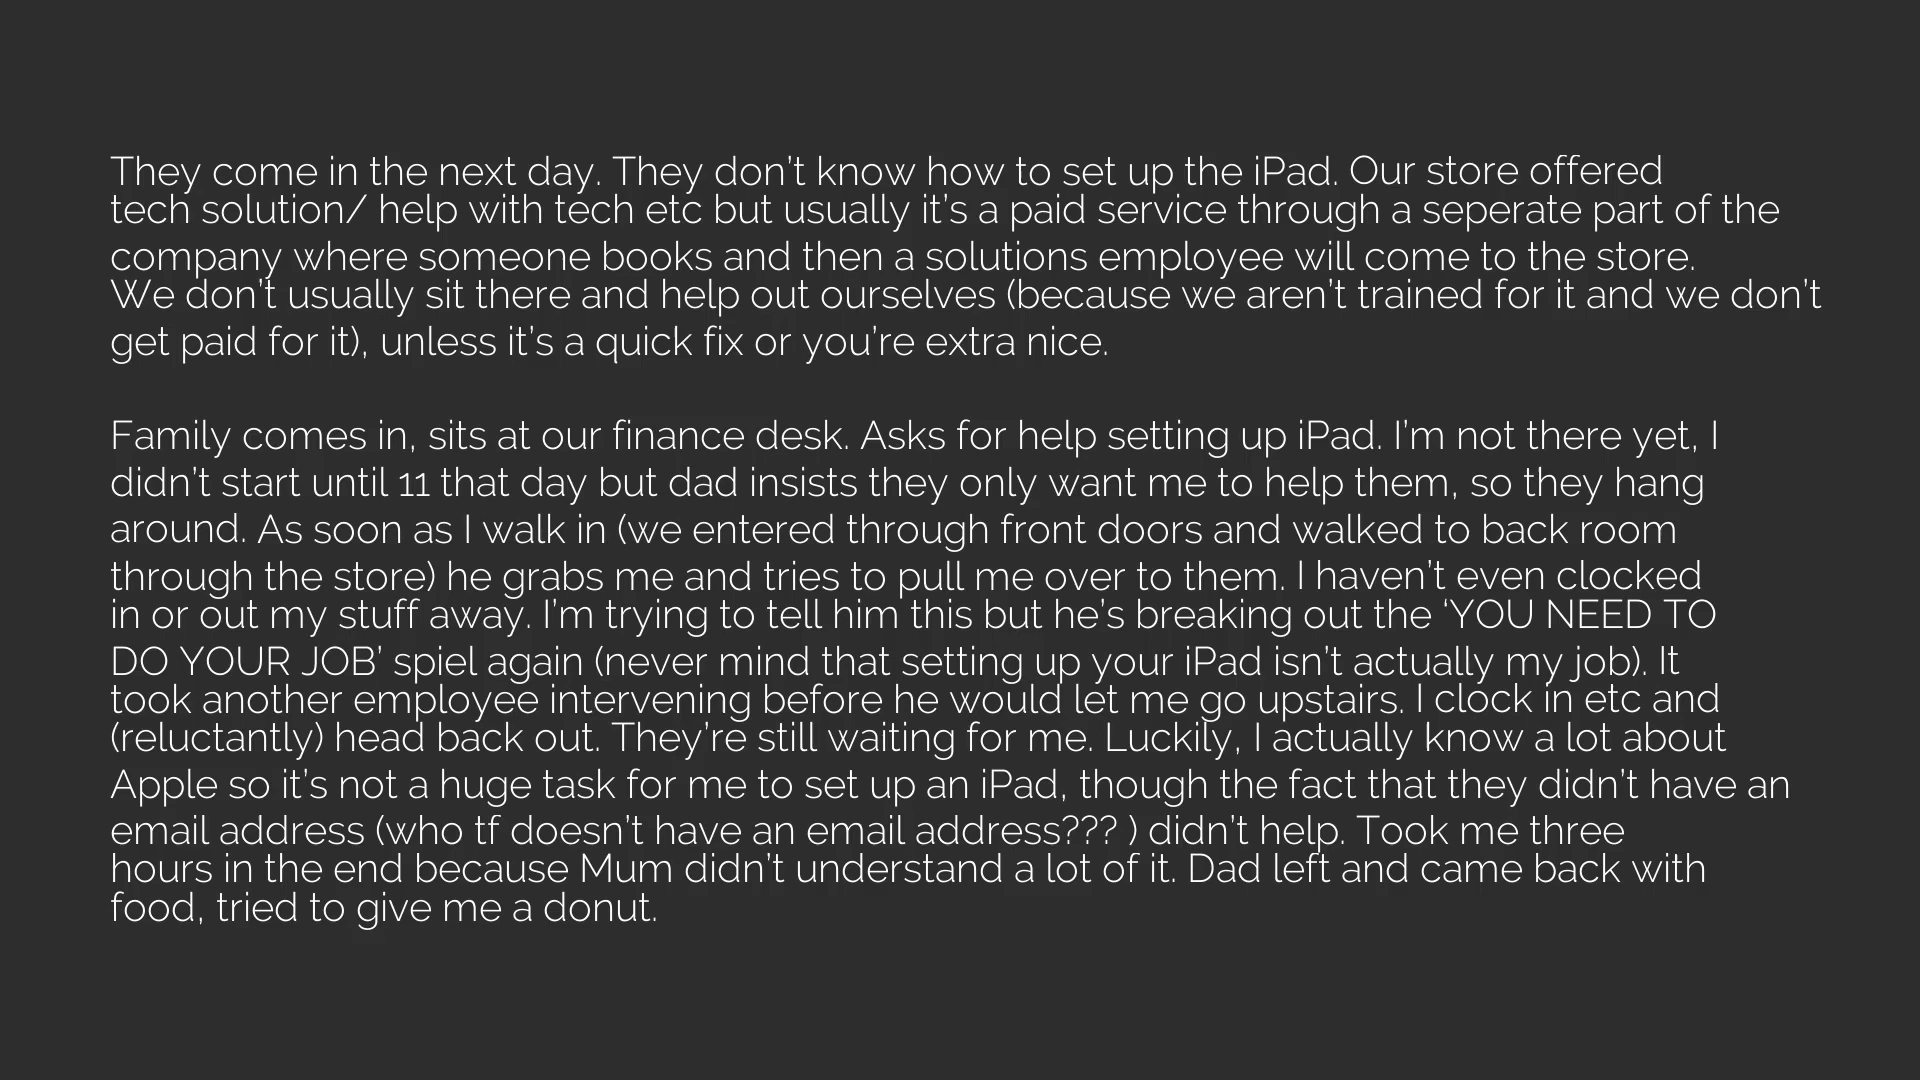 They come in the next day. They don’t know how to set up the iPad. Our store offered
tech solution/ help with tech etc but usually it’s a paid service through a seperate part of the
company where someone books and then a solutions employee will come to the store.
We don’t usually sit there and help out ourselves (because we aren’t trained for it and we don’t
get paid for it), unless it’s a quick fix or you’re extra nice.
Family comes in, sits at our finance desk. Asks for help setting up iPad. I’m not there yet, I
didn’t start until 11 that day but dad insists they only want me to help them, so they hang
around. As soon as I walk in (we entered through front doors and walked to back room
through the store) he grabs me and tries to pull me over to them. I haven’t even clocked
in or out my stuff away. I’m trying to tell him this but he’s breaking out the ‘YOU NEED TO
DO YOUR JOB’ spiel again (never mind that setting up your iPad isn’t actually my job). It
took another employee intervening before he would let me go upstairs. I clock in etc and
(reluctantly) head back out. They’re still waiting for me. Luckily, I actually know a lot about
Apple so it’s not a huge task for me to set up an iPad, though the fact that they didn’t have an
email address (who tf doesn’t have an email address??? ) didn’t help. Took me three
hours in the end because Mum didn’t understand a lot of it. Dad left and came back with
food, tried to give me a donut.